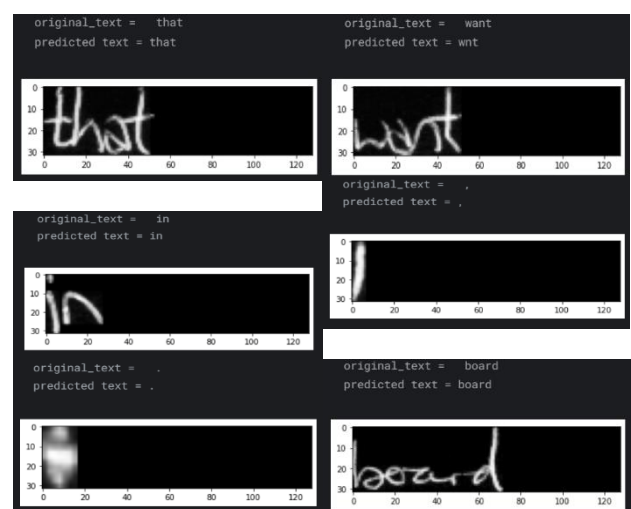 original_text =   that
predicted text = that
0
10
20
30
that
0 20 40 60 80 100 120
original_text =   want
predicted text = wnt
0
10
20
30
want
0 20 40 60 80 100 120
original_text =   in
predicted text = in
0
10
20
30
in
0 20 40 60 80 100 120
original_text =   ,
predicted text = ,
0
10
20
30
,
0 20 40 60 80 100 120
original_text =   .
predicted text = .
0
10
20
30
.
0 20 40 60 80 100 120
original_text =   board
predicted text = board
0
10
20
30
board
0 20 40 60 80 100 120